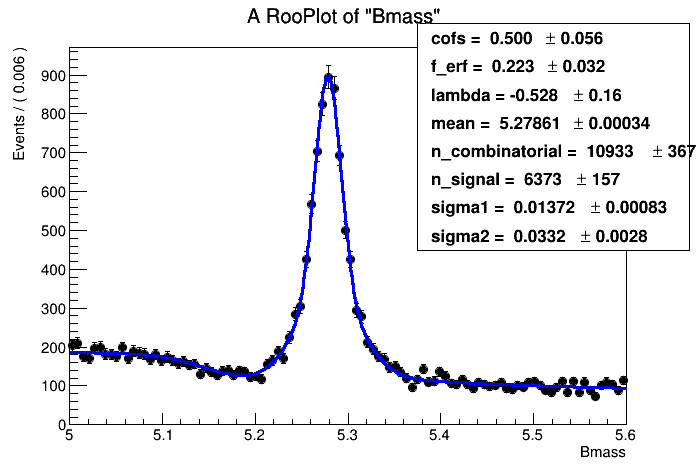 A RooPlot of "Bmass"
cofs = 0.500 ± 0.056
f_erf = 0.223 ± 0.032
lambda = -0.528 ± 0.16
mean = 5.27861 ± 0.00034
n_combinatorial = 10933 ± 367
n_signal = 6373 ± 157
sigma1 = 0.01372 ± 0.00083
sigma2 = 0.0332 ± 0.0028
Events / ( 0.006 )
900
800
700
600
500
400
300
200
100
0
5 5.1 5.2 5.3 5.4 5.5 5.6
Bmass